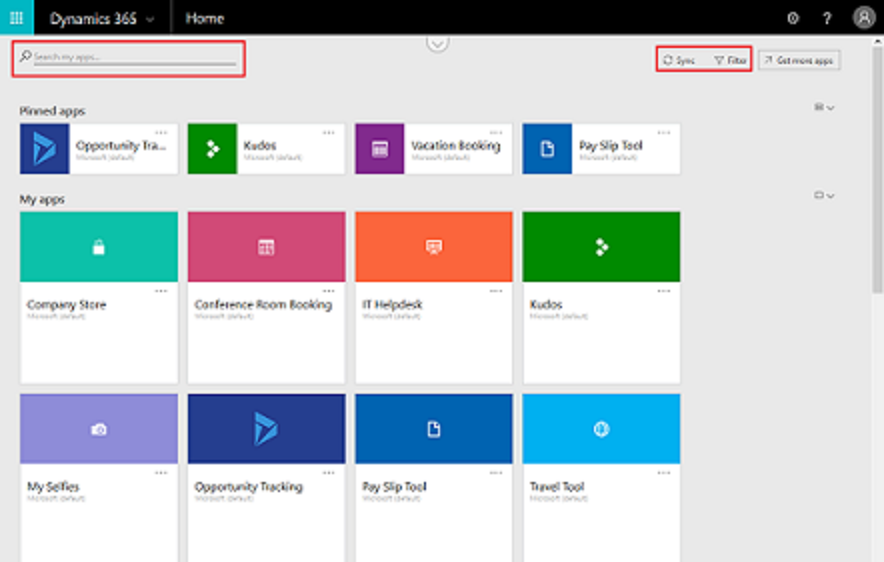 Dynamics 365 Home ?
Search my apps...
Sync Filter Get more apps
Pinned apps
Opportunity Tra... Kudos Vacation Booking Pay Slip Tool
Microsoft (default) Microsoft (default) Microsoft (default) Microsoft (default)
My apps
Company Store Conference Room Booking IT Helpdesk Kudos
Microsoft (default) Microsoft (default) Microsoft (default) Microsoft (default)
My Selfies Opportunity Tracking Pay Slip Tool Travel Tool
Microsoft (default) Microsoft (default) Microsoft (default) Microsoft (default)